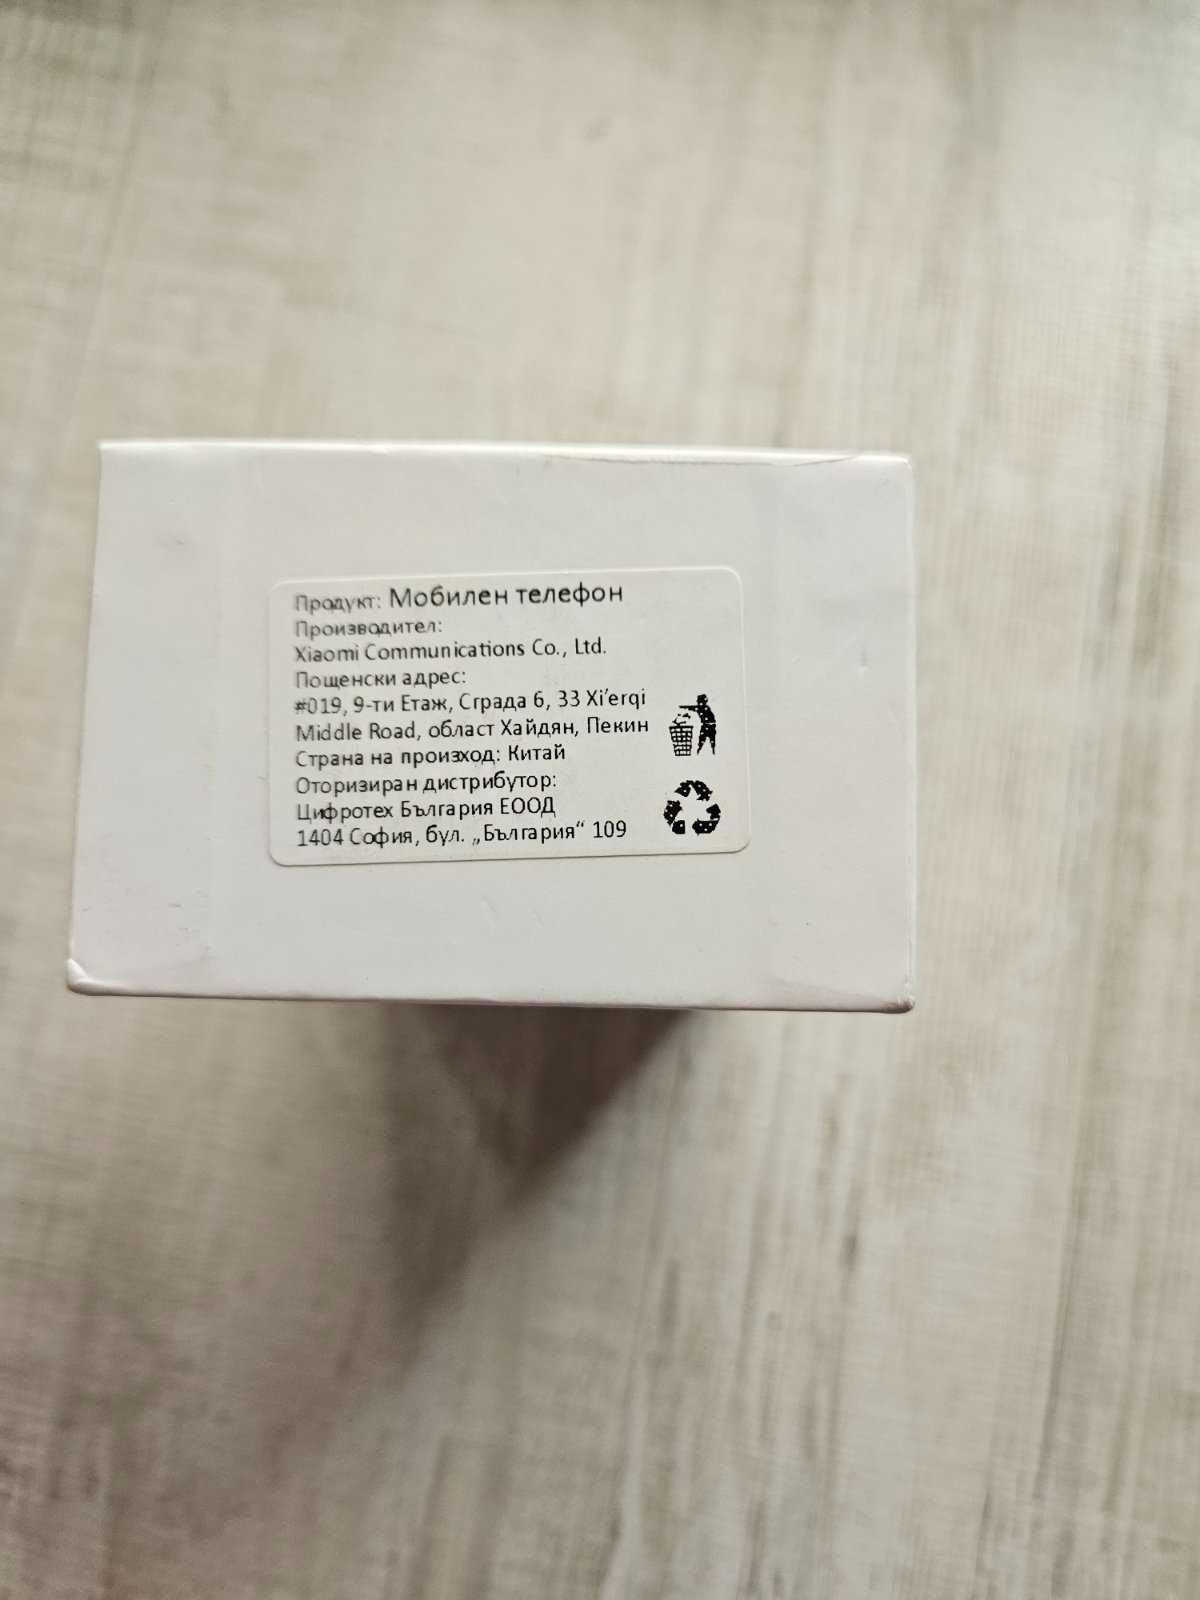 Продукт: Мобилен телефон
Производител:
Xiaomi Communications Co., Ltd.
Пощенски адрес:
#019, 9-ти Етаж, Сграда 6, 33 Xi’erqi
Middle Road, област Хайдян, Пекин
Страна на произход: Китай
Оторизиран дистрибутор:
Цифротех България ЕООД
1404 София, бул. „България“ 109